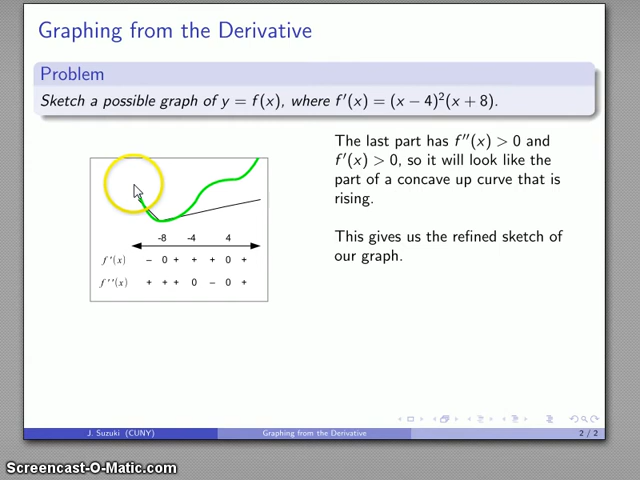 Graphing from the Derivative
Problem
Sketch a possible graph of y = f(x), where f′(x) = (x − 4)²(x + 8).
The last part has f″(x) > 0 and
f′(x) > 0, so it will look like the
part of a concave up curve that is
rising.
This gives us the refined sketch of
our graph.
-8 -4 4
f '(x) – 0 + + + 0 +
f ''(x) + + + 0 – 0 +
J. Suzuki (CUNY) Graphing from the Derivative 2 / 2
Screencast-O-Matic.com